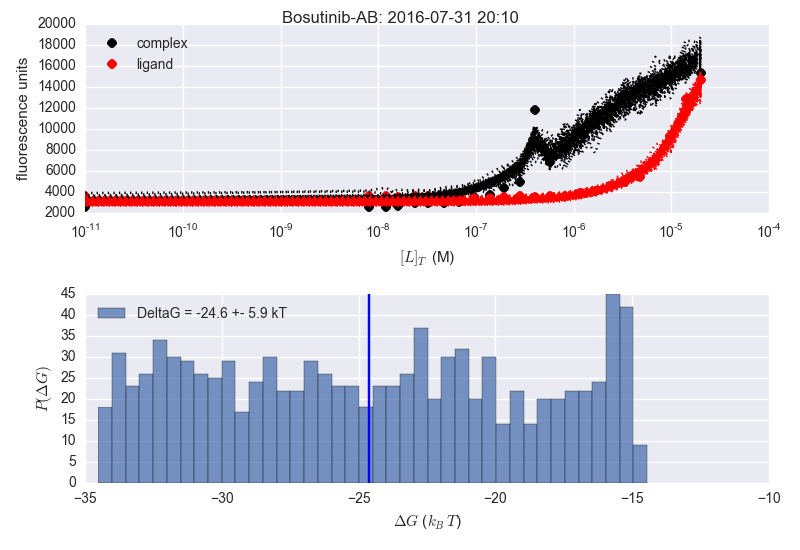 Bosutinib-AB: 2016-07-31 20:10
20000
18000
16000
14000
12000
10000
8000
6000
4000
2000
fluorescence units
complex
ligand
10^-11 10^-10 10^-9 10^-8 10^-7 10^-6 10^-5 10^-4
[L]_T (M)
45
40
35
30
25
20
15
10
5
0
P(ΔG)
DeltaG = -24.6 +- 5.9 kT
−35 −30 −25 −20 −15 −10
ΔG (k_B T)